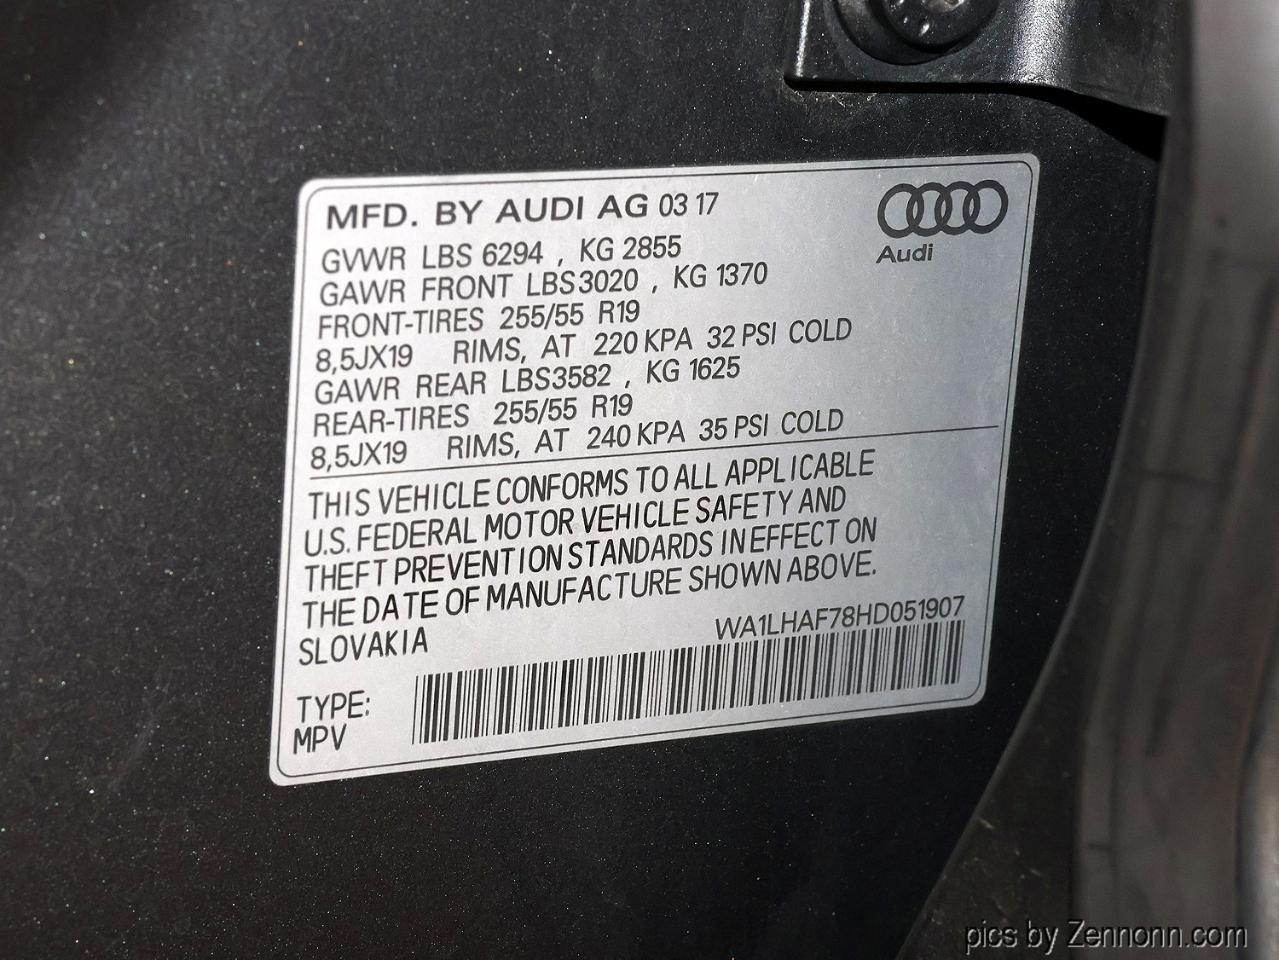 MFD. BY AUDI AG 03 17
Audi
GVWR LBS 6294 , KG 2855
GAWR FRONT LBS3020 , KG 1370
FRONT-TIRES 255/55 R19
8,5JX19 RIMS, AT 220 KPA 32 PSI COLD
GAWR REAR LBS3582 , KG 1625
REAR-TIRES 255/55 R19
8,5JX19 RIMS, AT 240 KPA 35 PSI COLD
THIS VEHICLE CONFORMS TO ALL APPLICABLE
U.S. FEDERAL MOTOR VEHICLE SAFETY AND
THEFT PREVENTION STANDARDS IN EFFECT ON
THE DATE OF MANUFACTURE SHOWN ABOVE.
SLOVAKIA
WA1LHAF78HD051907
TYPE:
MPV
pics by Zennonn.com